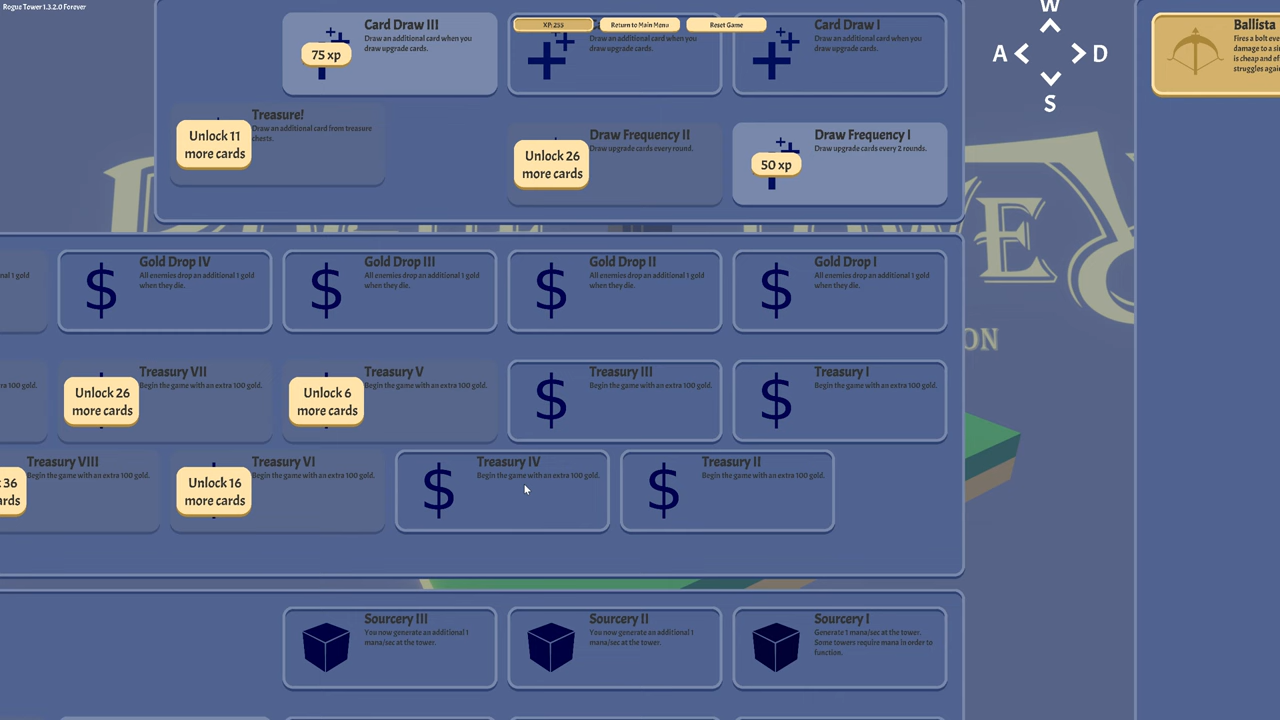 Rogue Tower 1.3.2.0 Forever
W
A
D
S
XP: 255
Return to Main Menu
Reset Game
Card Draw III
Draw an additional card when you
draw upgrade cards.
75 xp
Draw an additional card when you
draw upgrade cards.
Card Draw I
Draw an additional card when you
draw upgrade cards.
Ballista
Fires a bolt eve
damage to a si
is cheap and ef
struggles agai
Treasure!
Draw an additional card from treasure
chests.
Unlock 11
more cards
Draw Frequency II
Draw upgrade cards every round.
Unlock 26
more cards
Draw Frequency I
Draw upgrade cards every 2 rounds.
50 xp
E
ON
nal 1 gold
Gold Drop IV
All enemies drop an additional 1 gold
when they die.
Gold Drop III
All enemies drop an additional 1 gold
when they die.
Gold Drop II
All enemies drop an additional 1 gold
when they die.
Gold Drop I
All enemies drop an additional 1 gold
when they die.
$
$
$
$
xtra 100 gold.
Treasury VII
Begin the game with an extra 100 gold.
Unlock 26
more cards
Treasury V
Begin the game with an extra 100 gold.
Unlock 6
more cards
Treasury III
Begin the game with an extra 100 gold.
$
Treasury I
Begin the game with an extra 100 gold.
$
Treasury VIII
Begin the game with an extra 100 gold.
36
ards
Treasury VI
Begin the game with an extra 100 gold.
Unlock 16
more cards
Treasury IV
Begin the game with an extra 100 gold.
$
Treasury II
Begin the game with an extra 100 gold.
$
Sourcery III
You now generate an additional 1
mana/sec at the tower.
Sourcery II
You now generate an additional 1
mana/sec at the tower.
Sourcery I
Generate 1 mana/sec at the tower.
Some towers require mana in order to
function.